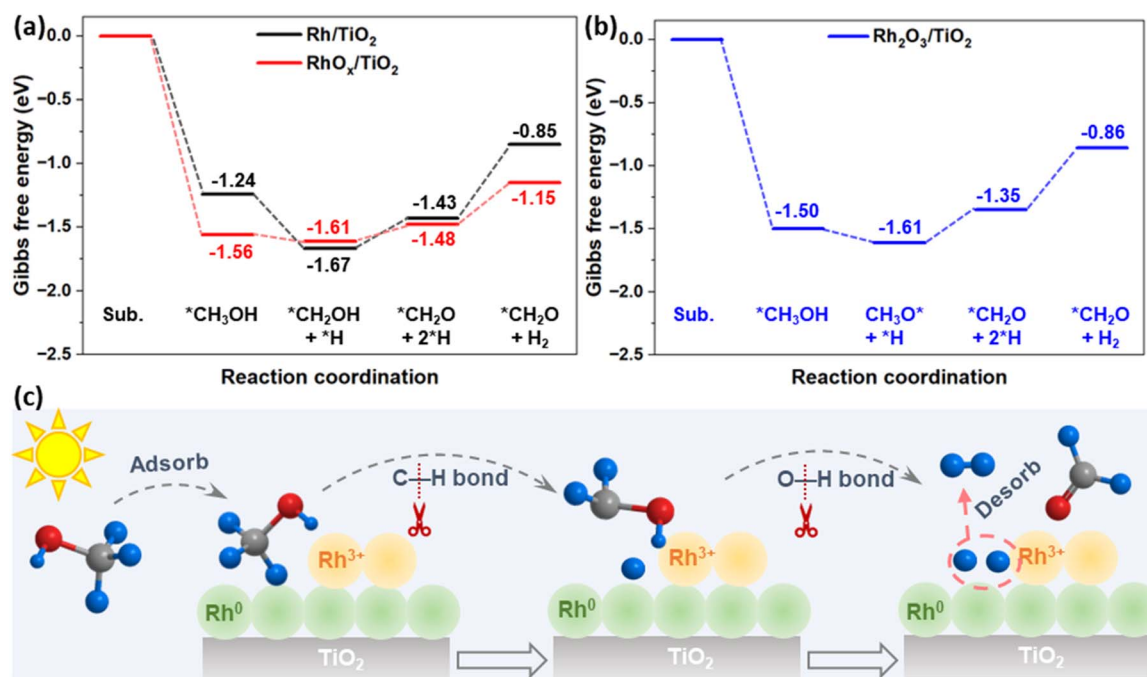 (a)
Rh/TiO₂
RhOₓ/TiO₂
Gibbs free energy (eV)
0.0
−0.5
−1.0
−1.5
−2.0
−2.5
-1.24
-1.56
-1.61
-1.67
-1.43
-1.48
-0.85
-1.15
Sub.
*CH₃OH
*CH₂OH
+ *H
*CH₂O
+ 2*H
*CH₂O
+ H₂
Reaction coordination
(b)
Rh₂O₃/TiO₂
Gibbs free energy (eV)
0.0
−0.5
−1.0
−1.5
−2.0
−2.5
-1.50
-1.61
-1.35
-0.86
Sub.
*CH₃OH
CH₃O*
+ *H
*CH₂O
+ 2*H
*CH₂O
+ H₂
Reaction coordination
(c)
Adsorb
C—H bond
O—H bond
Desorb
Rh³⁺
Rh⁰
TiO₂
Rh³⁺
Rh⁰
TiO₂
Rh³⁺
Rh⁰
TiO₂